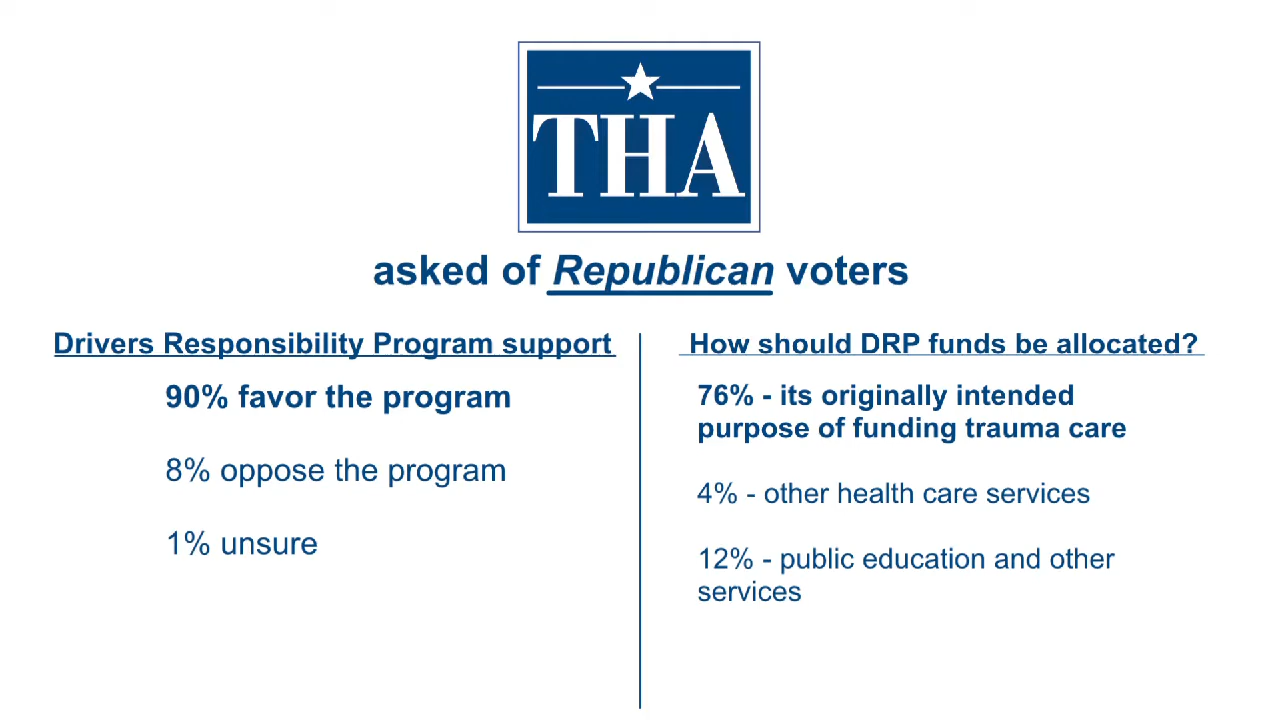 THA
asked of Republican voters
Drivers Responsibility Program support
90% favor the program
8% oppose the program
1% unsure
How should DRP funds be allocated?
76% - its originally intended
purpose of funding trauma care
4% - other health care services
12% - public education and other
services